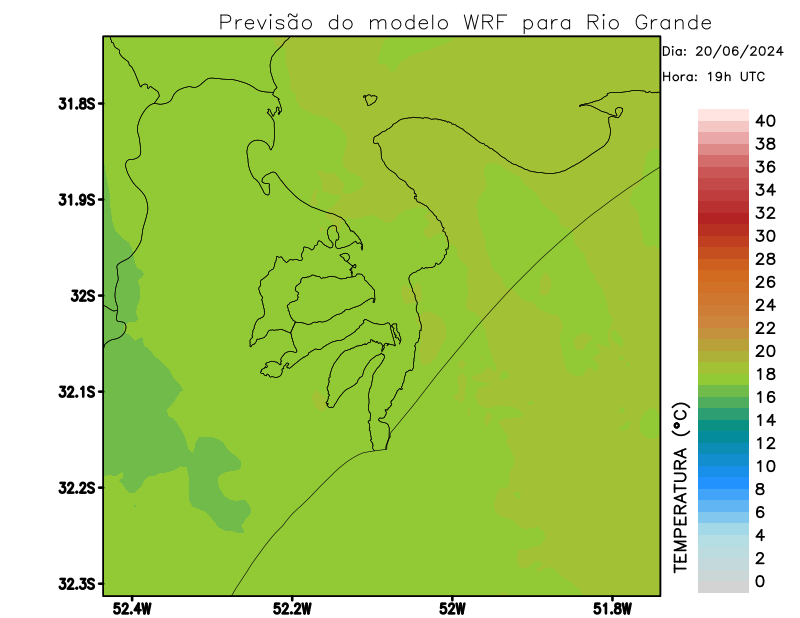 Previsão do modelo WRF para Rio Grande
Dia: 20/06/2024
Hora: 19h UTC
31.8S
31.9S
32S
32.1S
32.2S
32.3S
52.4W
52.2W
52W
51.8W
TEMPERATURA (°C)
40
38
36
34
32
30
28
26
24
22
20
18
16
14
12
10
8
6
4
2
0